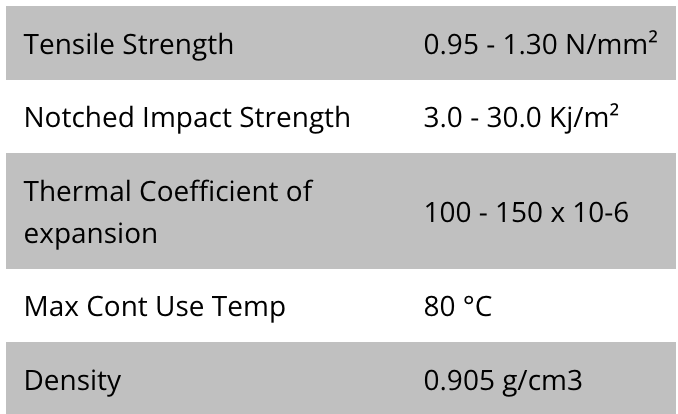 Tensile Strength 0.95 - 1.30 N/mm²
Notched Impact Strength 3.0 - 30.0 Kj/m²
Thermal Coefficient of
expansion
100 - 150 x 10-6
Max Cont Use Temp 80 °C
Density 0.905 g/cm3